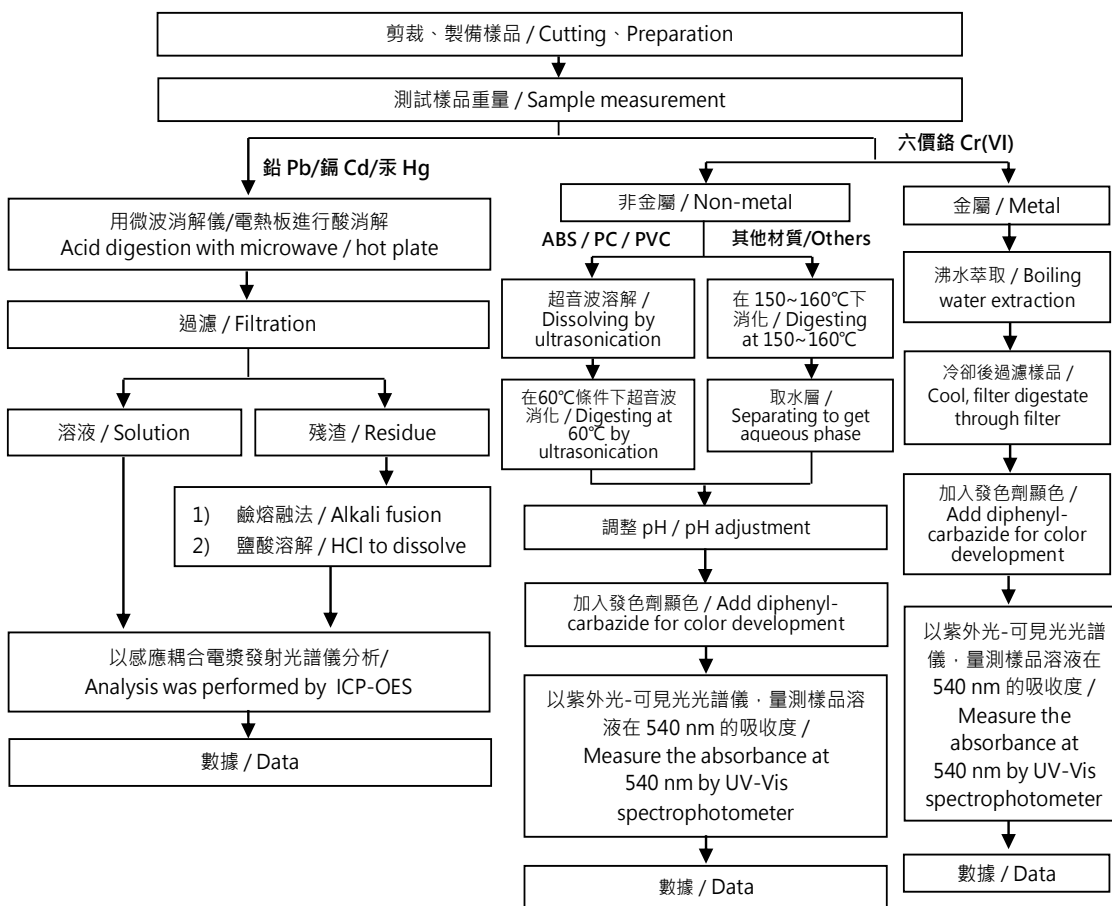 剪裁、製備樣品 / Cutting、Preparation
測試樣品重量 / Sample measurement
鉛 Pb/鎘 Cd/汞 Hg
六價鉻 Cr(VI)
用微波消解儀/電熱板進行酸消解
Acid digestion with microwave / hot plate
過濾 / Filtration
溶液 / Solution
殘渣 / Residue
1) 鹼熔融法 / Alkali fusion
2) 鹽酸溶解 / HCl to dissolve
以感應耦合電漿發射光譜儀分析/
Analysis was performed by ICP-OES
數據 / Data
非金屬 / Non-metal
ABS / PC / PVC
其他材質/Others
超音波溶解 /
Dissolving by
ultrasonication
在 150~160℃下
消化 / Digesting
at 150~160℃
在60℃條件下超音波
消化 / Digesting at
60℃ by
ultrasonication
取水層 /
Separating to get
aqueous phase
調整 pH / pH adjustment
加入發色劑顯色 / Add diphenyl-
carbazide for color development
以紫外光-可見光光譜儀，量測樣品溶
液在 540 nm 的吸收度 /
Measure the absorbance at
540 nm by UV-Vis
spectrophotometer
數據 / Data
金屬 / Metal
沸水萃取 / Boiling
water extraction
冷卻後過濾樣品 /
Cool, filter digestate
through filter
加入發色劑顯色 /
Add diphenyl-
carbazide for color
development
以紫外光-可見光光譜
儀，量測樣品溶液在
540 nm 的吸收度 /
Measure the
absorbance at
540 nm by UV-Vis
spectrophotometer
數據 / Data